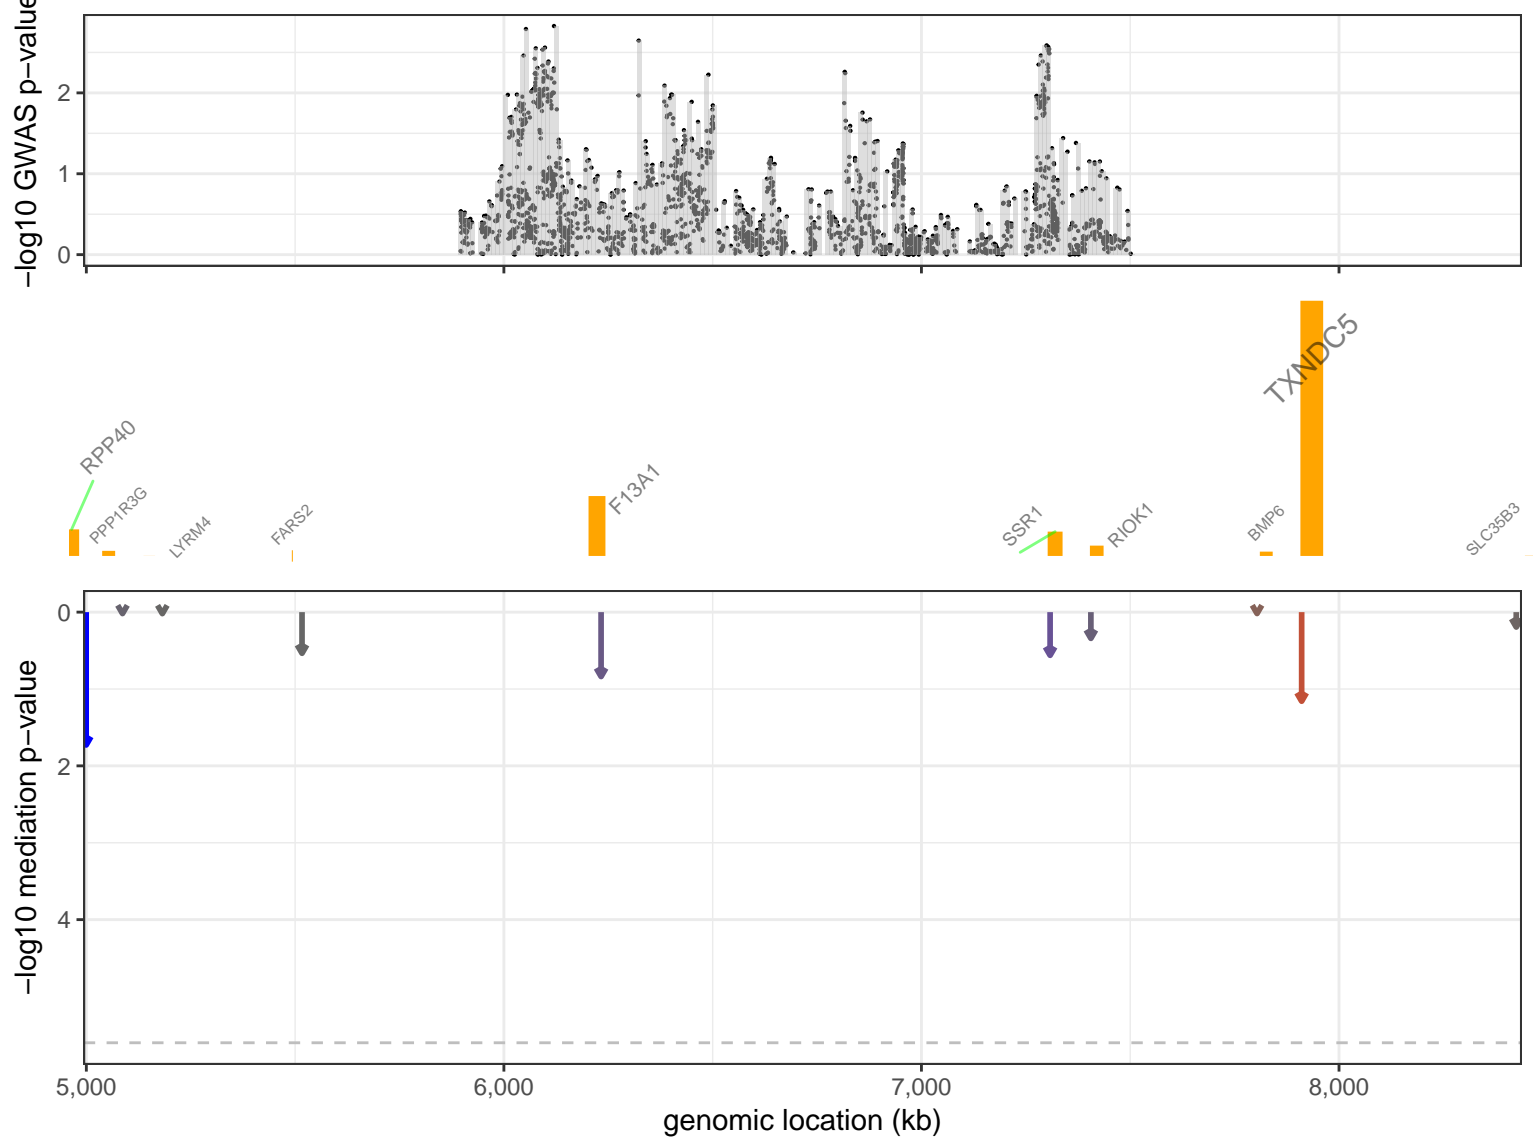 −log10 GWAS p−value
2
1
0
TXNDC5
RPP40
PPP1R3G
LYRM4
FARS2
F13A1
SSR1
RIOK1
BMP6
SLC35B3
−log10 mediation p−value
0
2
4
5,000
6,000
7,000
8,000
genomic location (kb)